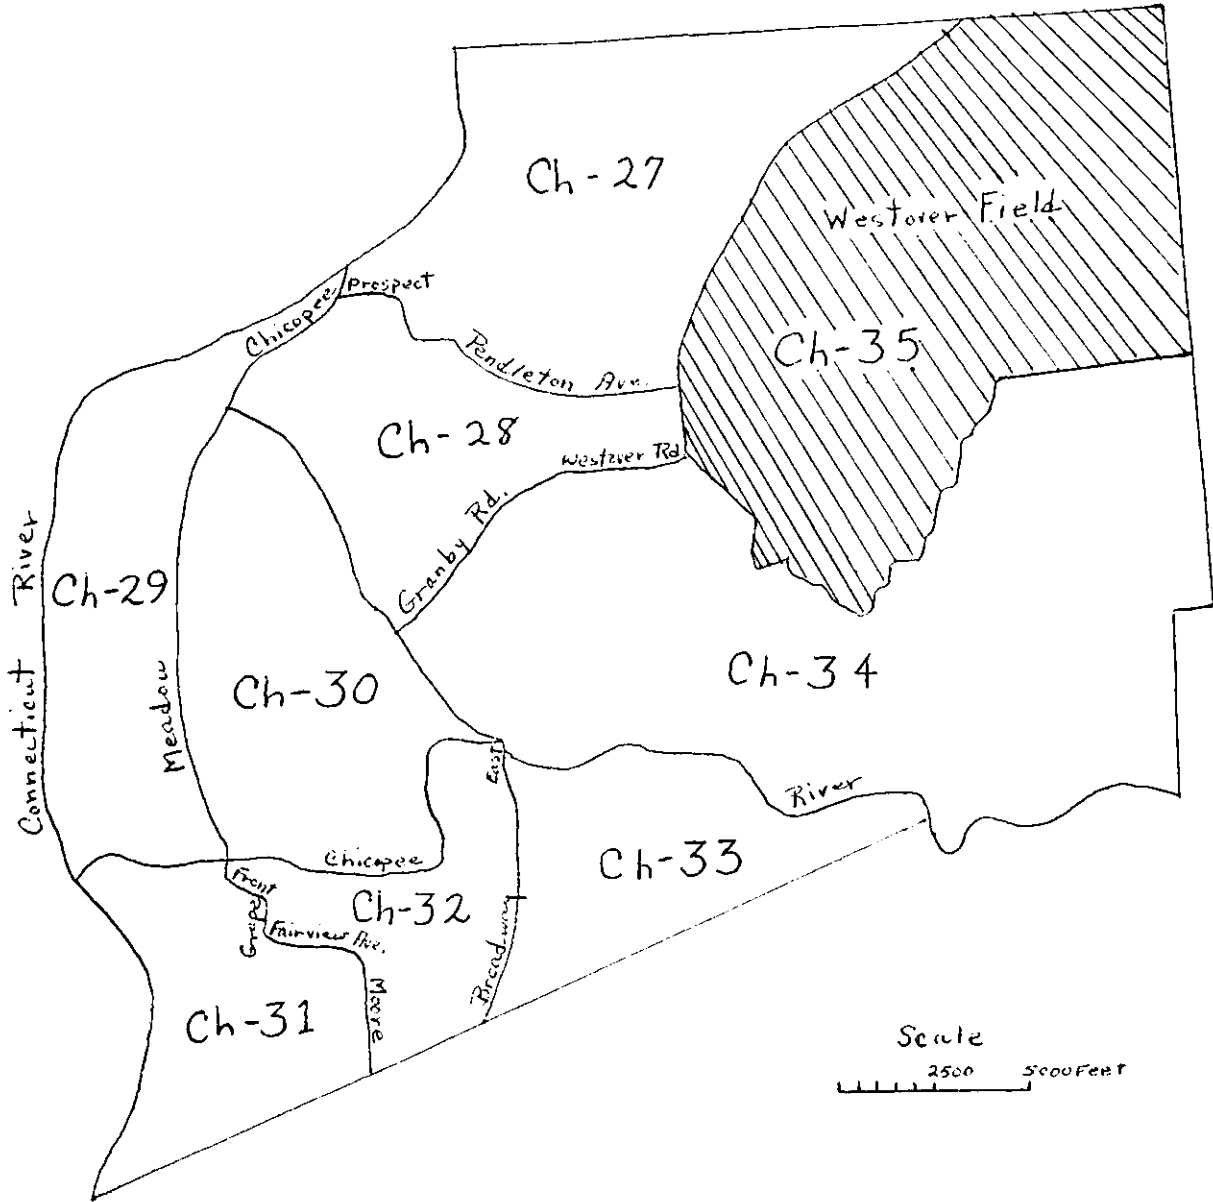 Ch-27
Westover Field
Prospect
Chicopee
Ch-35
Pendleton Ave.
Ch-28
Westover Rd.
Granby Rd.
Connecticut River
Ch-29
Meadow
Ch-30
Ch-34
East
River
Chicopee
Ch-33
Front
Grape
Ch-32
Fairview Ave.
Broadway
Moore
Ch-31
Scale
2500 5000 Feet